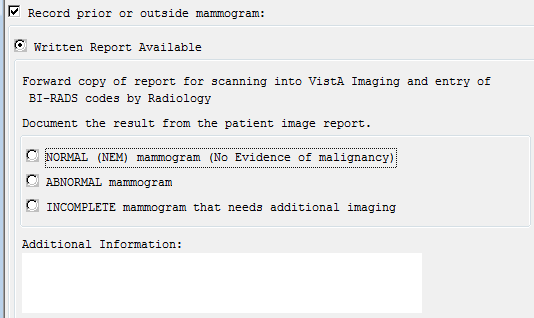 Record prior or outside mammogram:
Written Report Available
Forward copy of report for scanning into VistA Imaging and entry of
BI-RADS codes by Radiology
Document the result from the patient image report.
NORMAL (NEM) mammogram (No Evidence of malignancy)
ABNORMAL mammogram
INCOMPLETE mammogram that needs additional imaging
Additional Information: